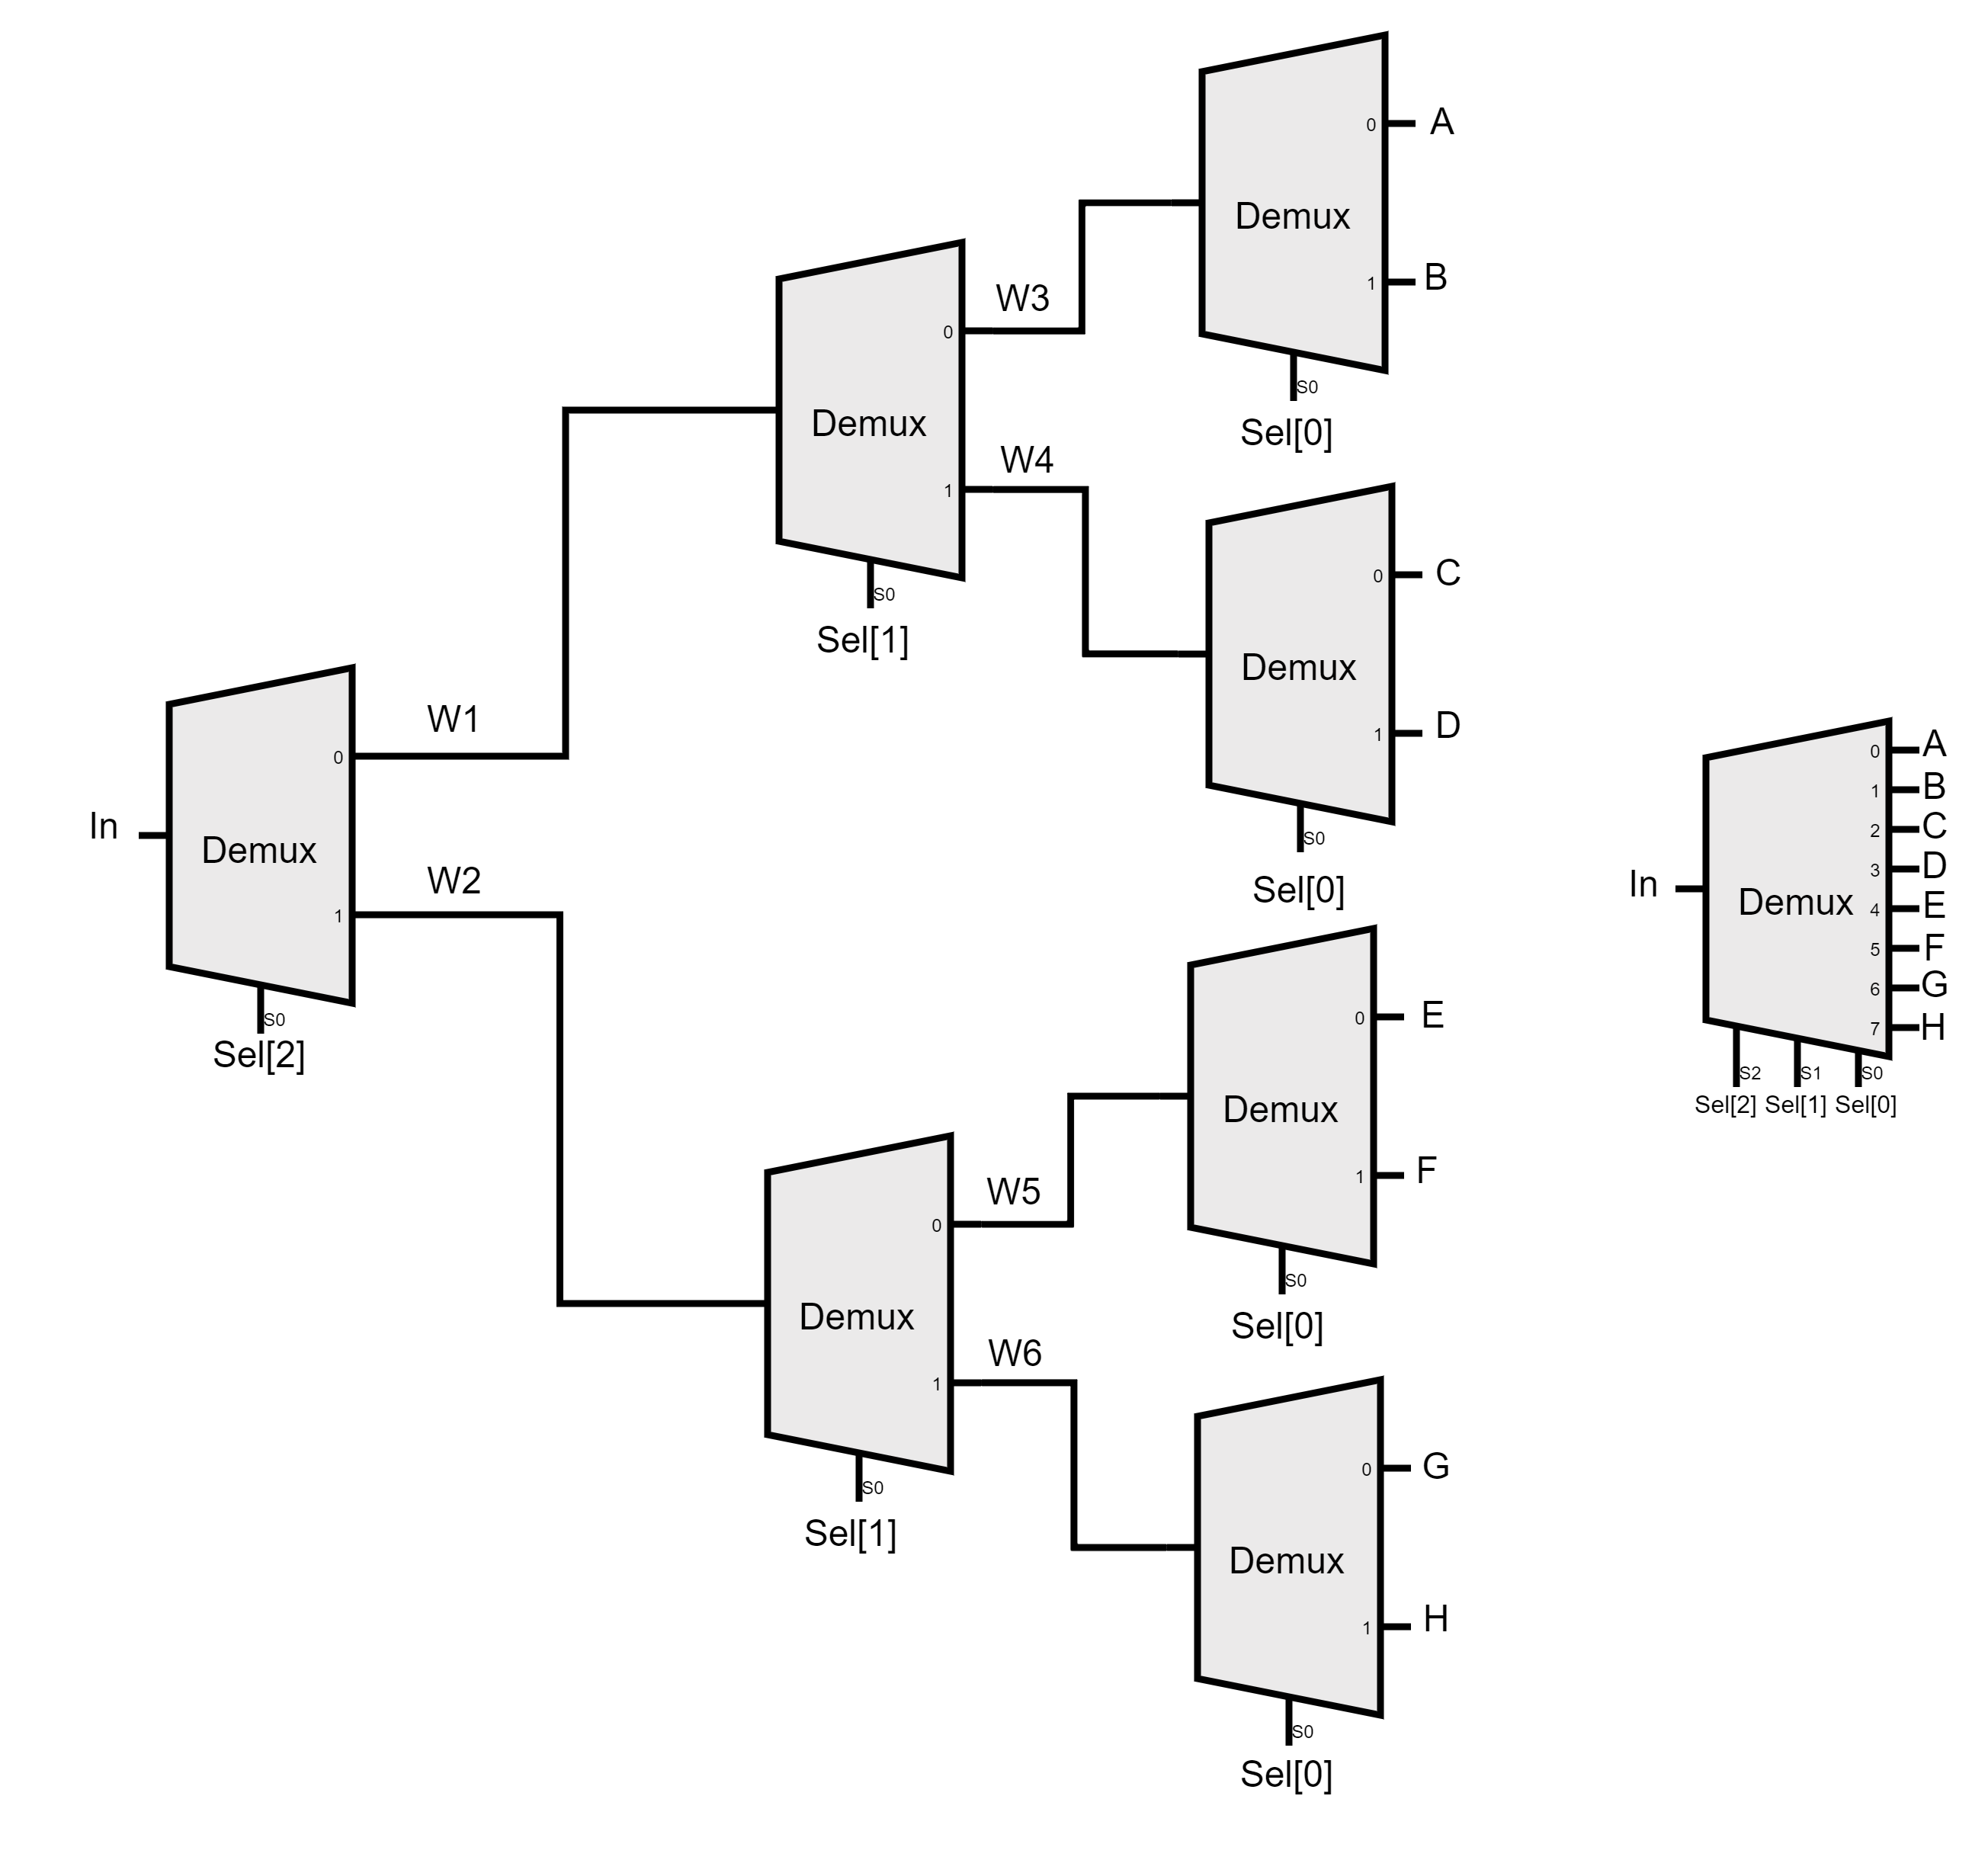 0
A
Demux
1
B
S0
Sel[0]
W3
0
Demux
W4
1
S0
Sel[1]
0
C
Demux
1
D
S0
Sel[0]
W1
0
In
Demux
W2
1
S0
Sel[2]
0
E
Demux
1
F
S0
Sel[0]
W5
0
Demux
W6
1
S0
Sel[1]
0
G
Demux
1
H
S0
Sel[0]
0 A
1 B
2 C
3 D
In
Demux
4 E
5 F
6 G
7 H
S2 S1 S0
Sel[2] Sel[1] Sel[0]